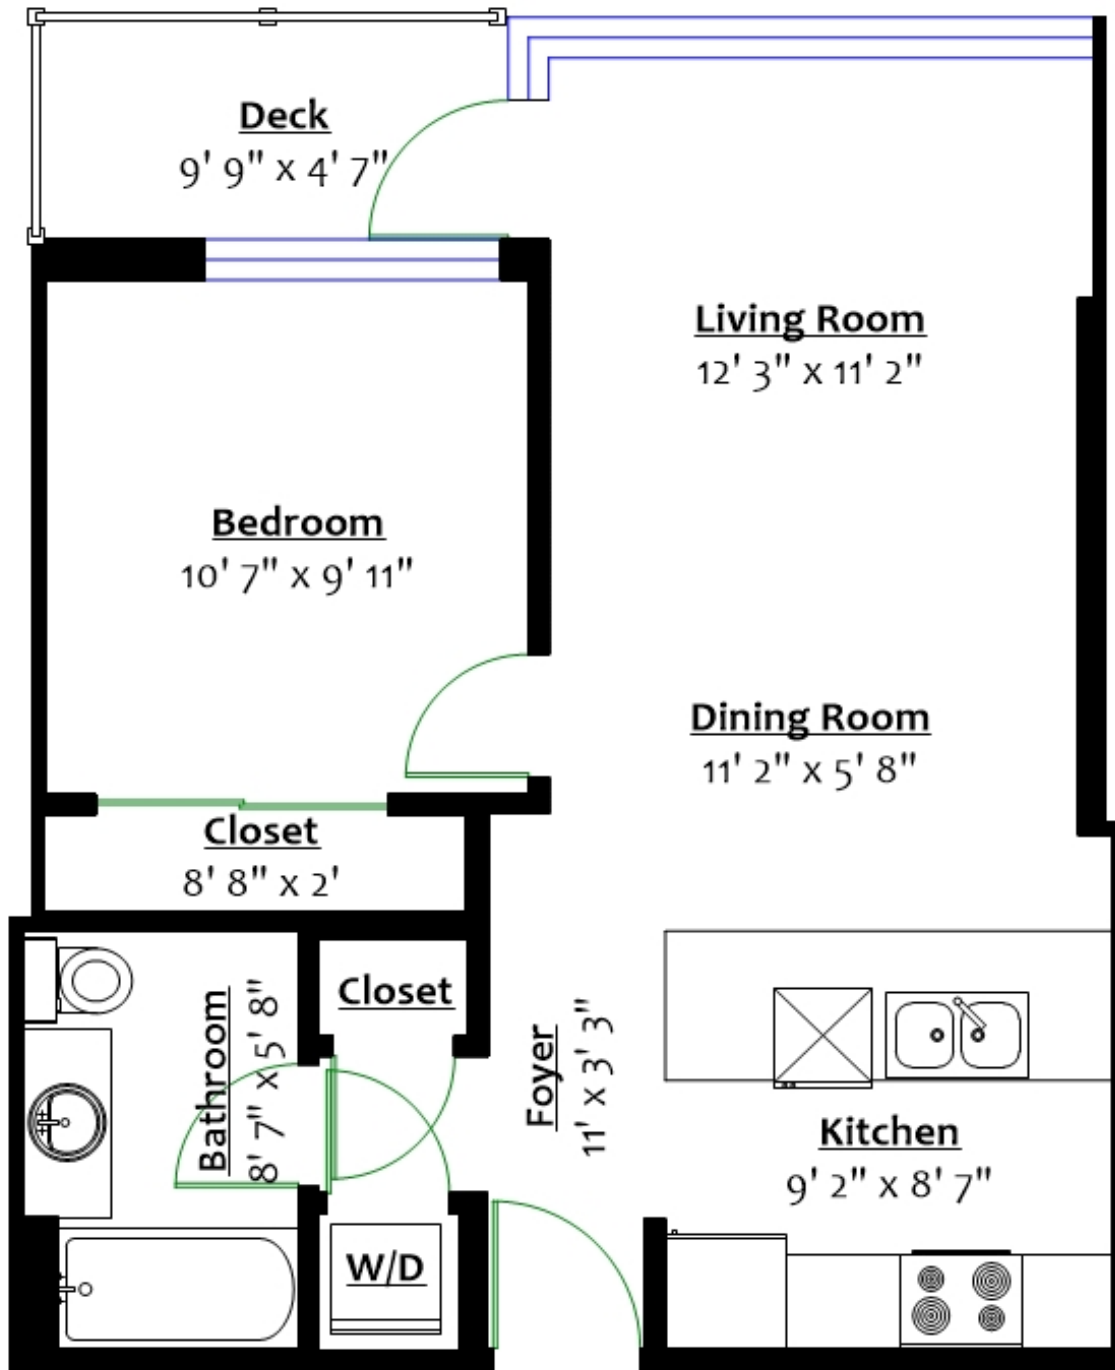 Deck
9' 9" x 4' 7"
Living Room
12' 3" x 11' 2"
Bedroom
10' 7" x 9' 11"
Dining Room
11' 2" x 5' 8"
Closet
8' 8" x 2'
Closet
Bathroom
8' 7" x 5' 8"
Foyer
11' x 3' 3"
Kitchen
9' 2" x 8' 7"
W/D